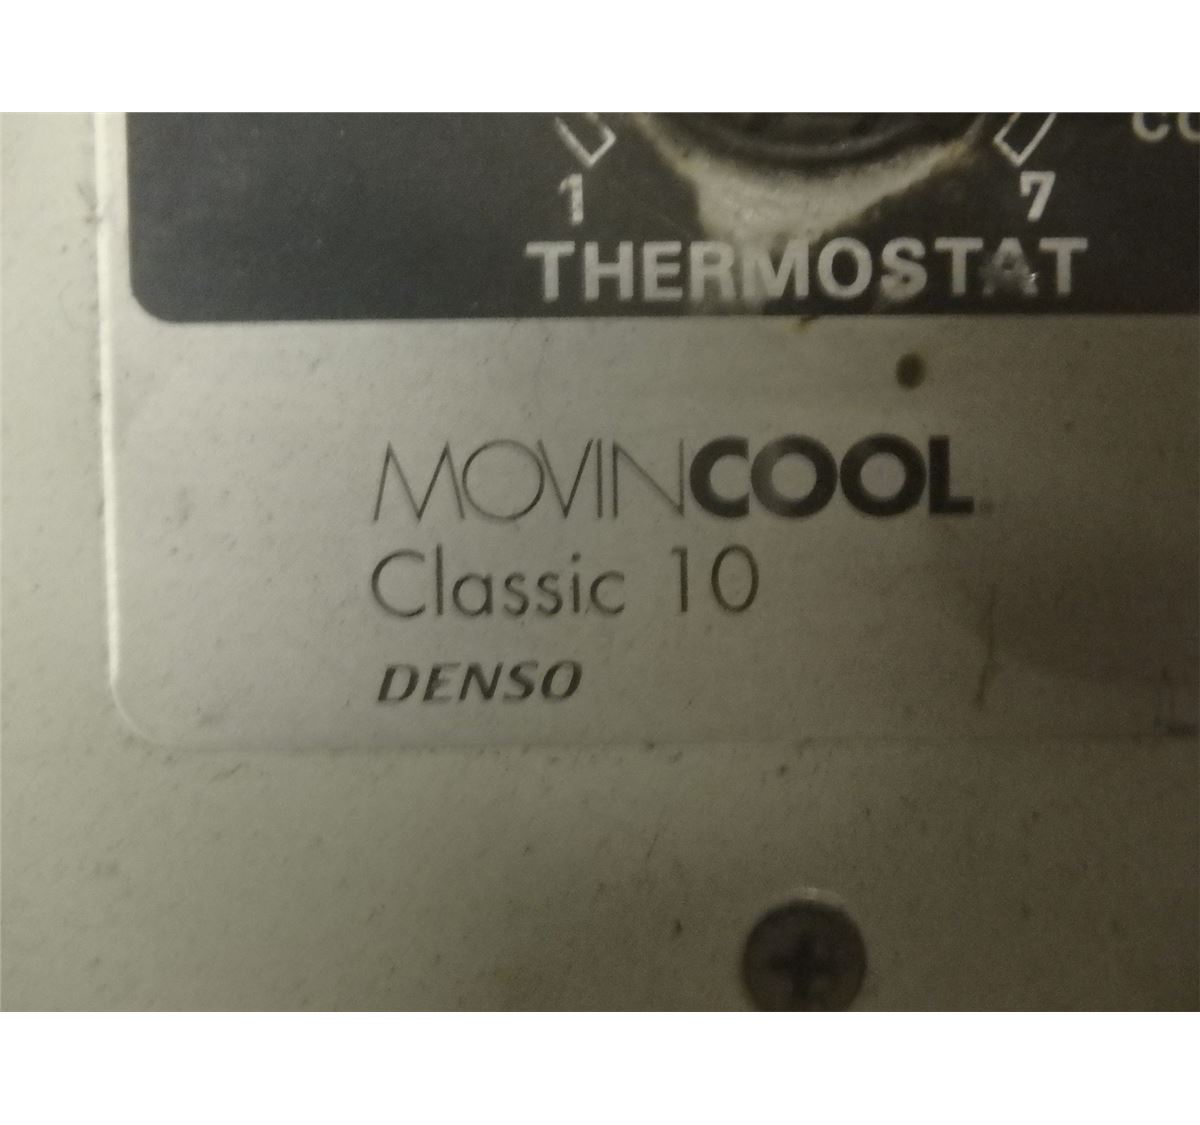 1 7
THERMOSTAT
MOVINCOOL
Classic 10
DENSO